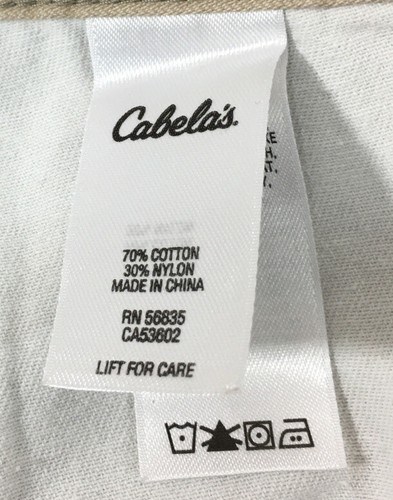 Cabela's.
70% COTTON
30% NYLON
MADE IN CHINA
RN 56835
CA53602
LIFT FOR CARE